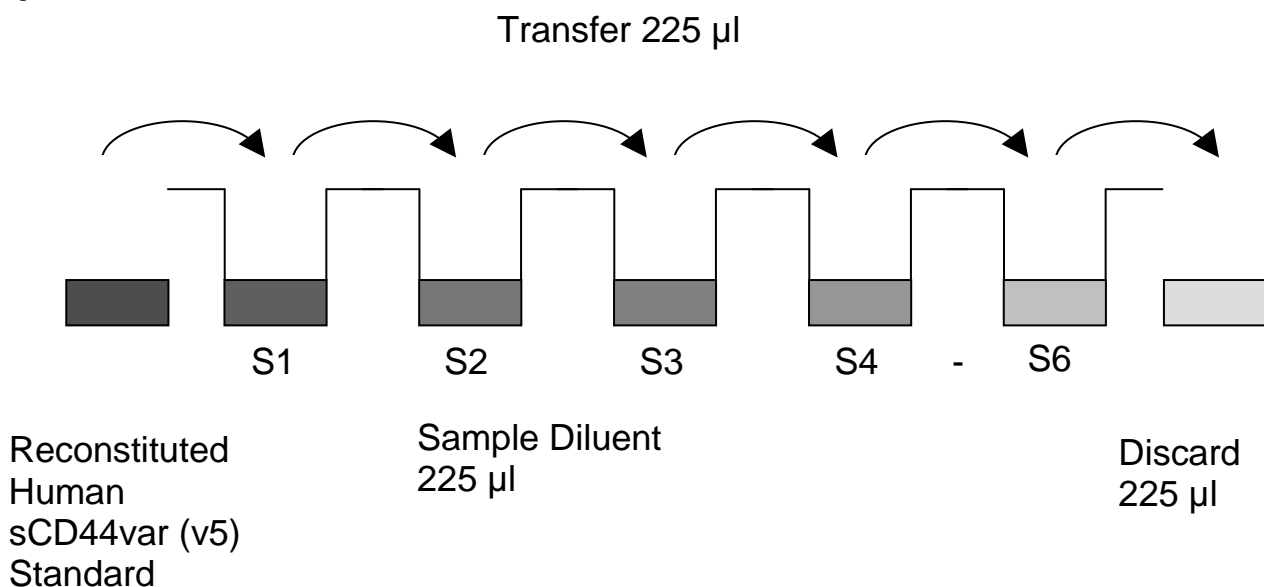 Transfer 225 µl
S1 S2 S3 S4 - S6
Reconstituted
Human
sCD44var (v5)
Standard
Sample Diluent
225 µl
Discard
225 µl